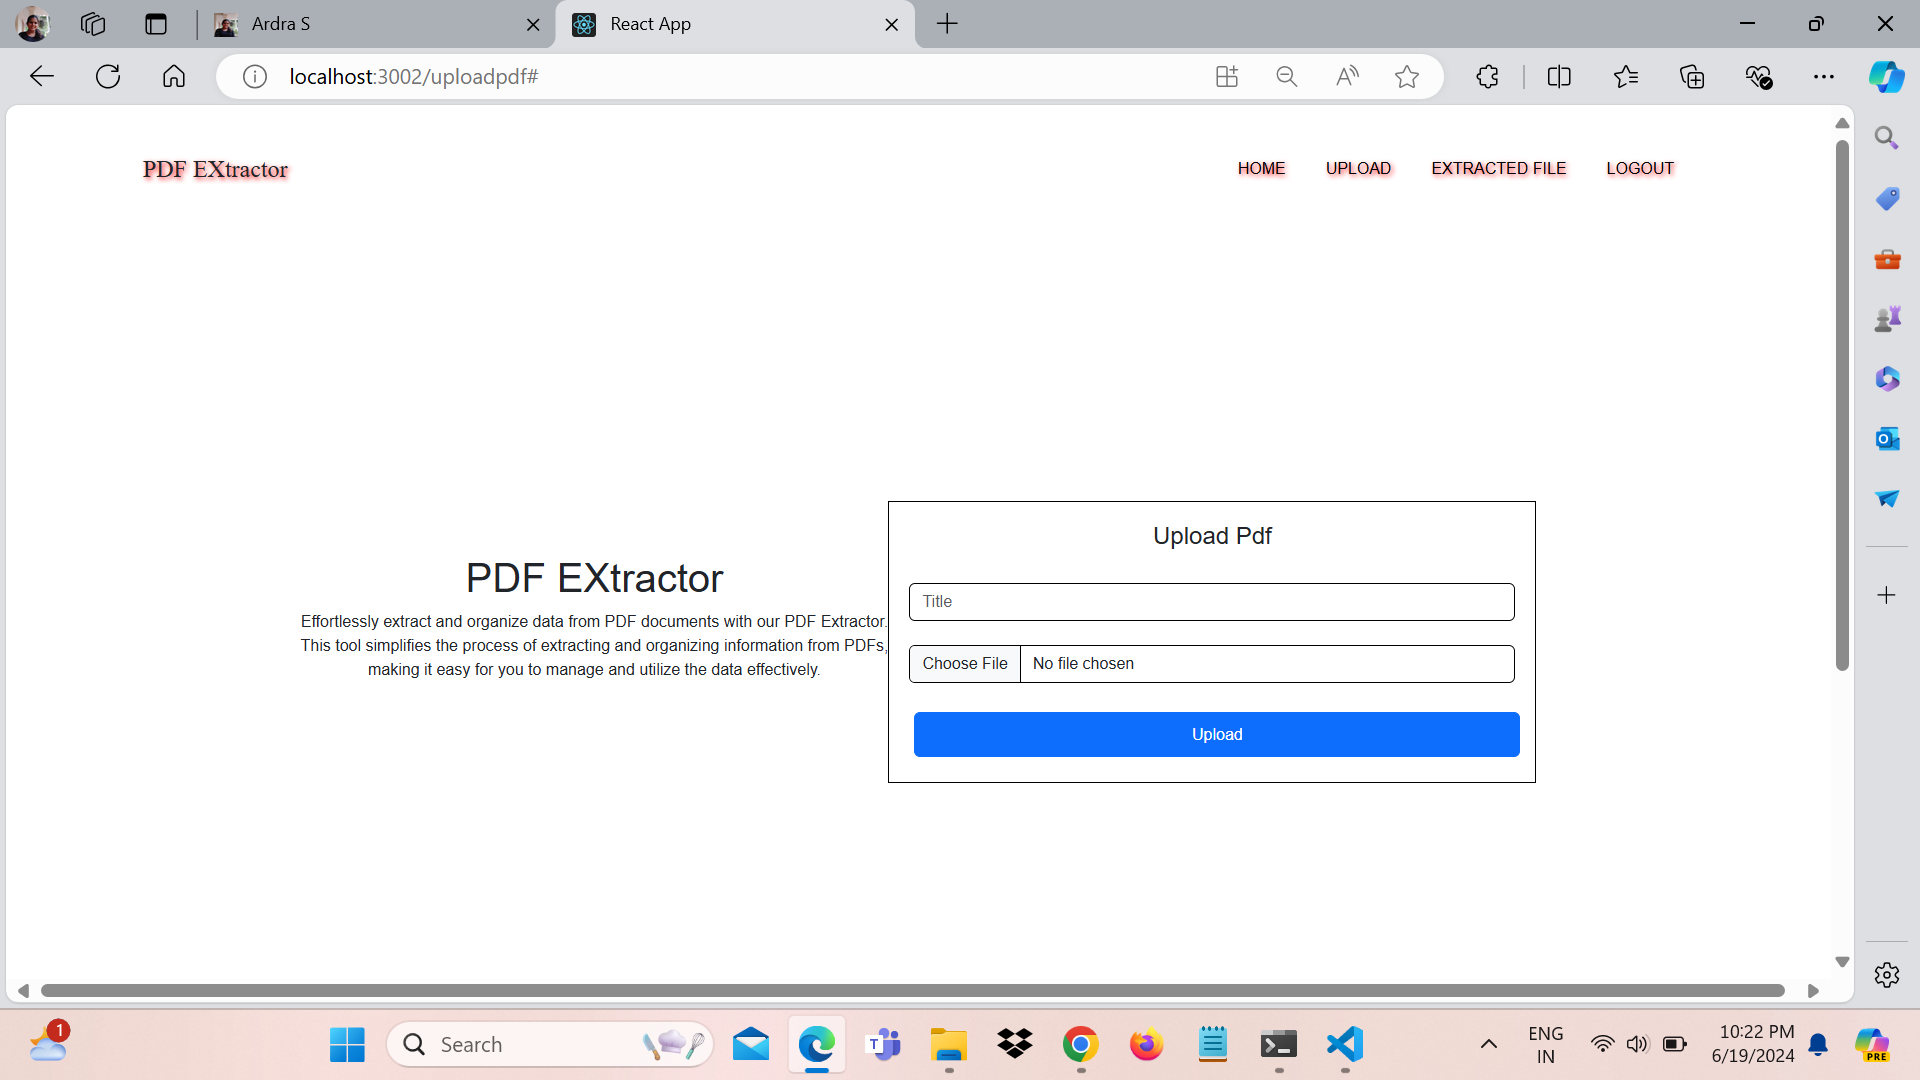 Ardra S
React App
localhost:3002/uploadpdf#
PDF EXtractor
HOME UPLOAD EXTRACTED FILE LOGOUT
Upload Pdf
PDF EXtractor
Effortlessly extract and organize data from PDF documents with our PDF Extractor.
This tool simplifies the process of extracting and organizing information from PDFs,
making it easy for you to manage and utilize the data effectively.
Title
Choose File No file chosen
Upload
1
Search
ENG
IN
10:22 PM
6/19/2024
PRE